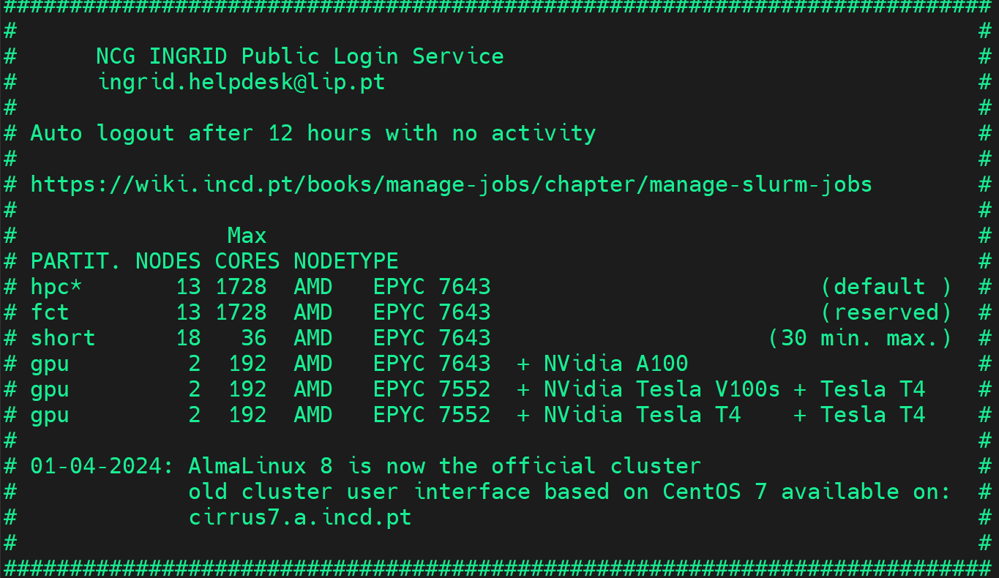 ###########################################################################
#                                                                         #
#      NCG INGRID Public Login Service                                    #
#      ingrid.helpdesk@lip.pt                                             #
#                                                                         #
# Auto logout after 12 hours with no activity                             #
#                                                                         #
# https://wiki.incd.pt/books/manage-jobs/chapter/manage-slurm-jobs        #
#                                                                         #
#                Max                                                      #
# PARTIT. NODES CORES NODETYPE                                            #
# hpc*       13 1728  AMD   EPYC 7643                         (default )  #
# fct        13 1728  AMD   EPYC 7643                         (reserved)  #
# short      18   36  AMD   EPYC 7643                     (30 min. max.)  #
# gpu         2  192  AMD   EPYC 7643  + NVidia A100                      #
# gpu         2  192  AMD   EPYC 7552  + NVidia Tesla V100s + Tesla T4    #
# gpu         2  192  AMD   EPYC 7552  + NVidia Tesla T4    + Tesla T4    #
#                                                                         #
# 01-04-2024: AlmaLinux 8 is now the official cluster                     #
#             old cluster user interface based on CentOS 7 available on:  #
#             cirrus7.a.incd.pt                                           #
#                                                                         #
###########################################################################